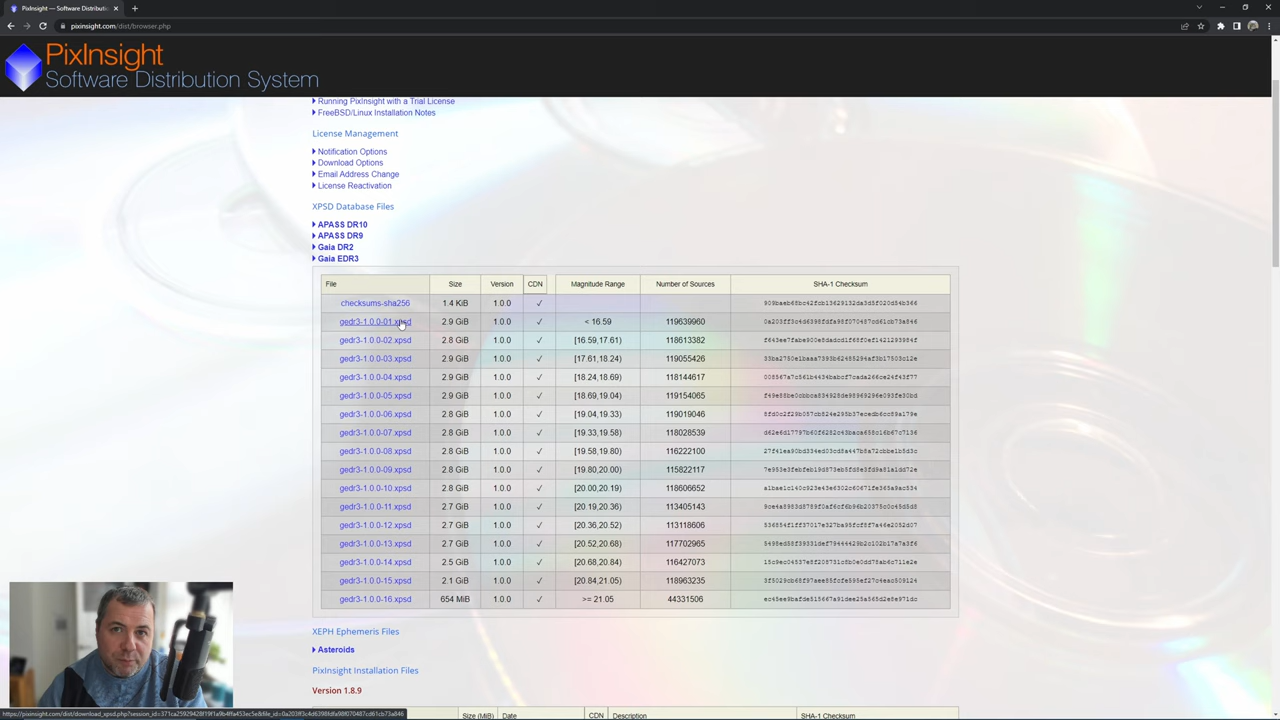 PixInsight — Software Distributi
pixinsight.com/dist/browser.php
PixInsight
Software Distribution System
Running PixInsight with a Trial License
FreeBSD/Linux Installation Notes
License Management
Notification Options
Download Options
Email Address Change
License Reactivation
XPSD Database Files
APASS DR10
APASS DR9
Gaia DR2
Gaia EDR3
File Size Version CDN Magnitude Range Number of Sources SHA-1 Checksum
checksums-sha256 1.4 KiB 1.0.0 ✓
gedr3-1.0.0-01.xpsd 2.9 GiB 1.0.0 ✓ < 16.59 119639960
gedr3-1.0.0-02.xpsd 2.8 GiB 1.0.0 ✓ [16.59,17.61) 118613382
gedr3-1.0.0-03.xpsd 2.9 GiB 1.0.0 ✓ [17.61,18.24) 119055426
gedr3-1.0.0-04.xpsd 2.9 GiB 1.0.0 ✓ [18.24,18.69) 118144617
gedr3-1.0.0-05.xpsd 2.9 GiB 1.0.0 ✓ [18.69,19.04) 119154065
gedr3-1.0.0-06.xpsd 2.8 GiB 1.0.0 ✓ [19.04,19.33) 119019046
gedr3-1.0.0-07.xpsd 2.8 GiB 1.0.0 ✓ [19.33,19.58) 118028539
gedr3-1.0.0-08.xpsd 2.8 GiB 1.0.0 ✓ [19.58,19.80) 116222100
gedr3-1.0.0-09.xpsd 2.8 GiB 1.0.0 ✓ [19.80,20.00) 115822117
gedr3-1.0.0-10.xpsd 2.8 GiB 1.0.0 ✓ [20.00,20.19) 118606652
gedr3-1.0.0-11.xpsd 2.7 GiB 1.0.0 ✓ [20.19,20.36) 113405143
gedr3-1.0.0-12.xpsd 2.7 GiB 1.0.0 ✓ [20.36,20.52) 113118606
gedr3-1.0.0-13.xpsd 2.7 GiB 1.0.0 ✓ [20.52,20.68) 117702965
gedr3-1.0.0-14.xpsd 2.5 GiB 1.0.0 ✓ [20.68,20.84) 116427073
gedr3-1.0.0-15.xpsd 2.1 GiB 1.0.0 ✓ [20.84,21.05) 118963235
gedr3-1.0.0-16.xpsd 654 MiB 1.0.0 ✓ >= 21.05 44331506
XEPH Ephemeris Files
Asteroids
PixInsight Installation Files
Version 1.8.9
Size (MiB) Date CDN Description SHA-1 Checksum